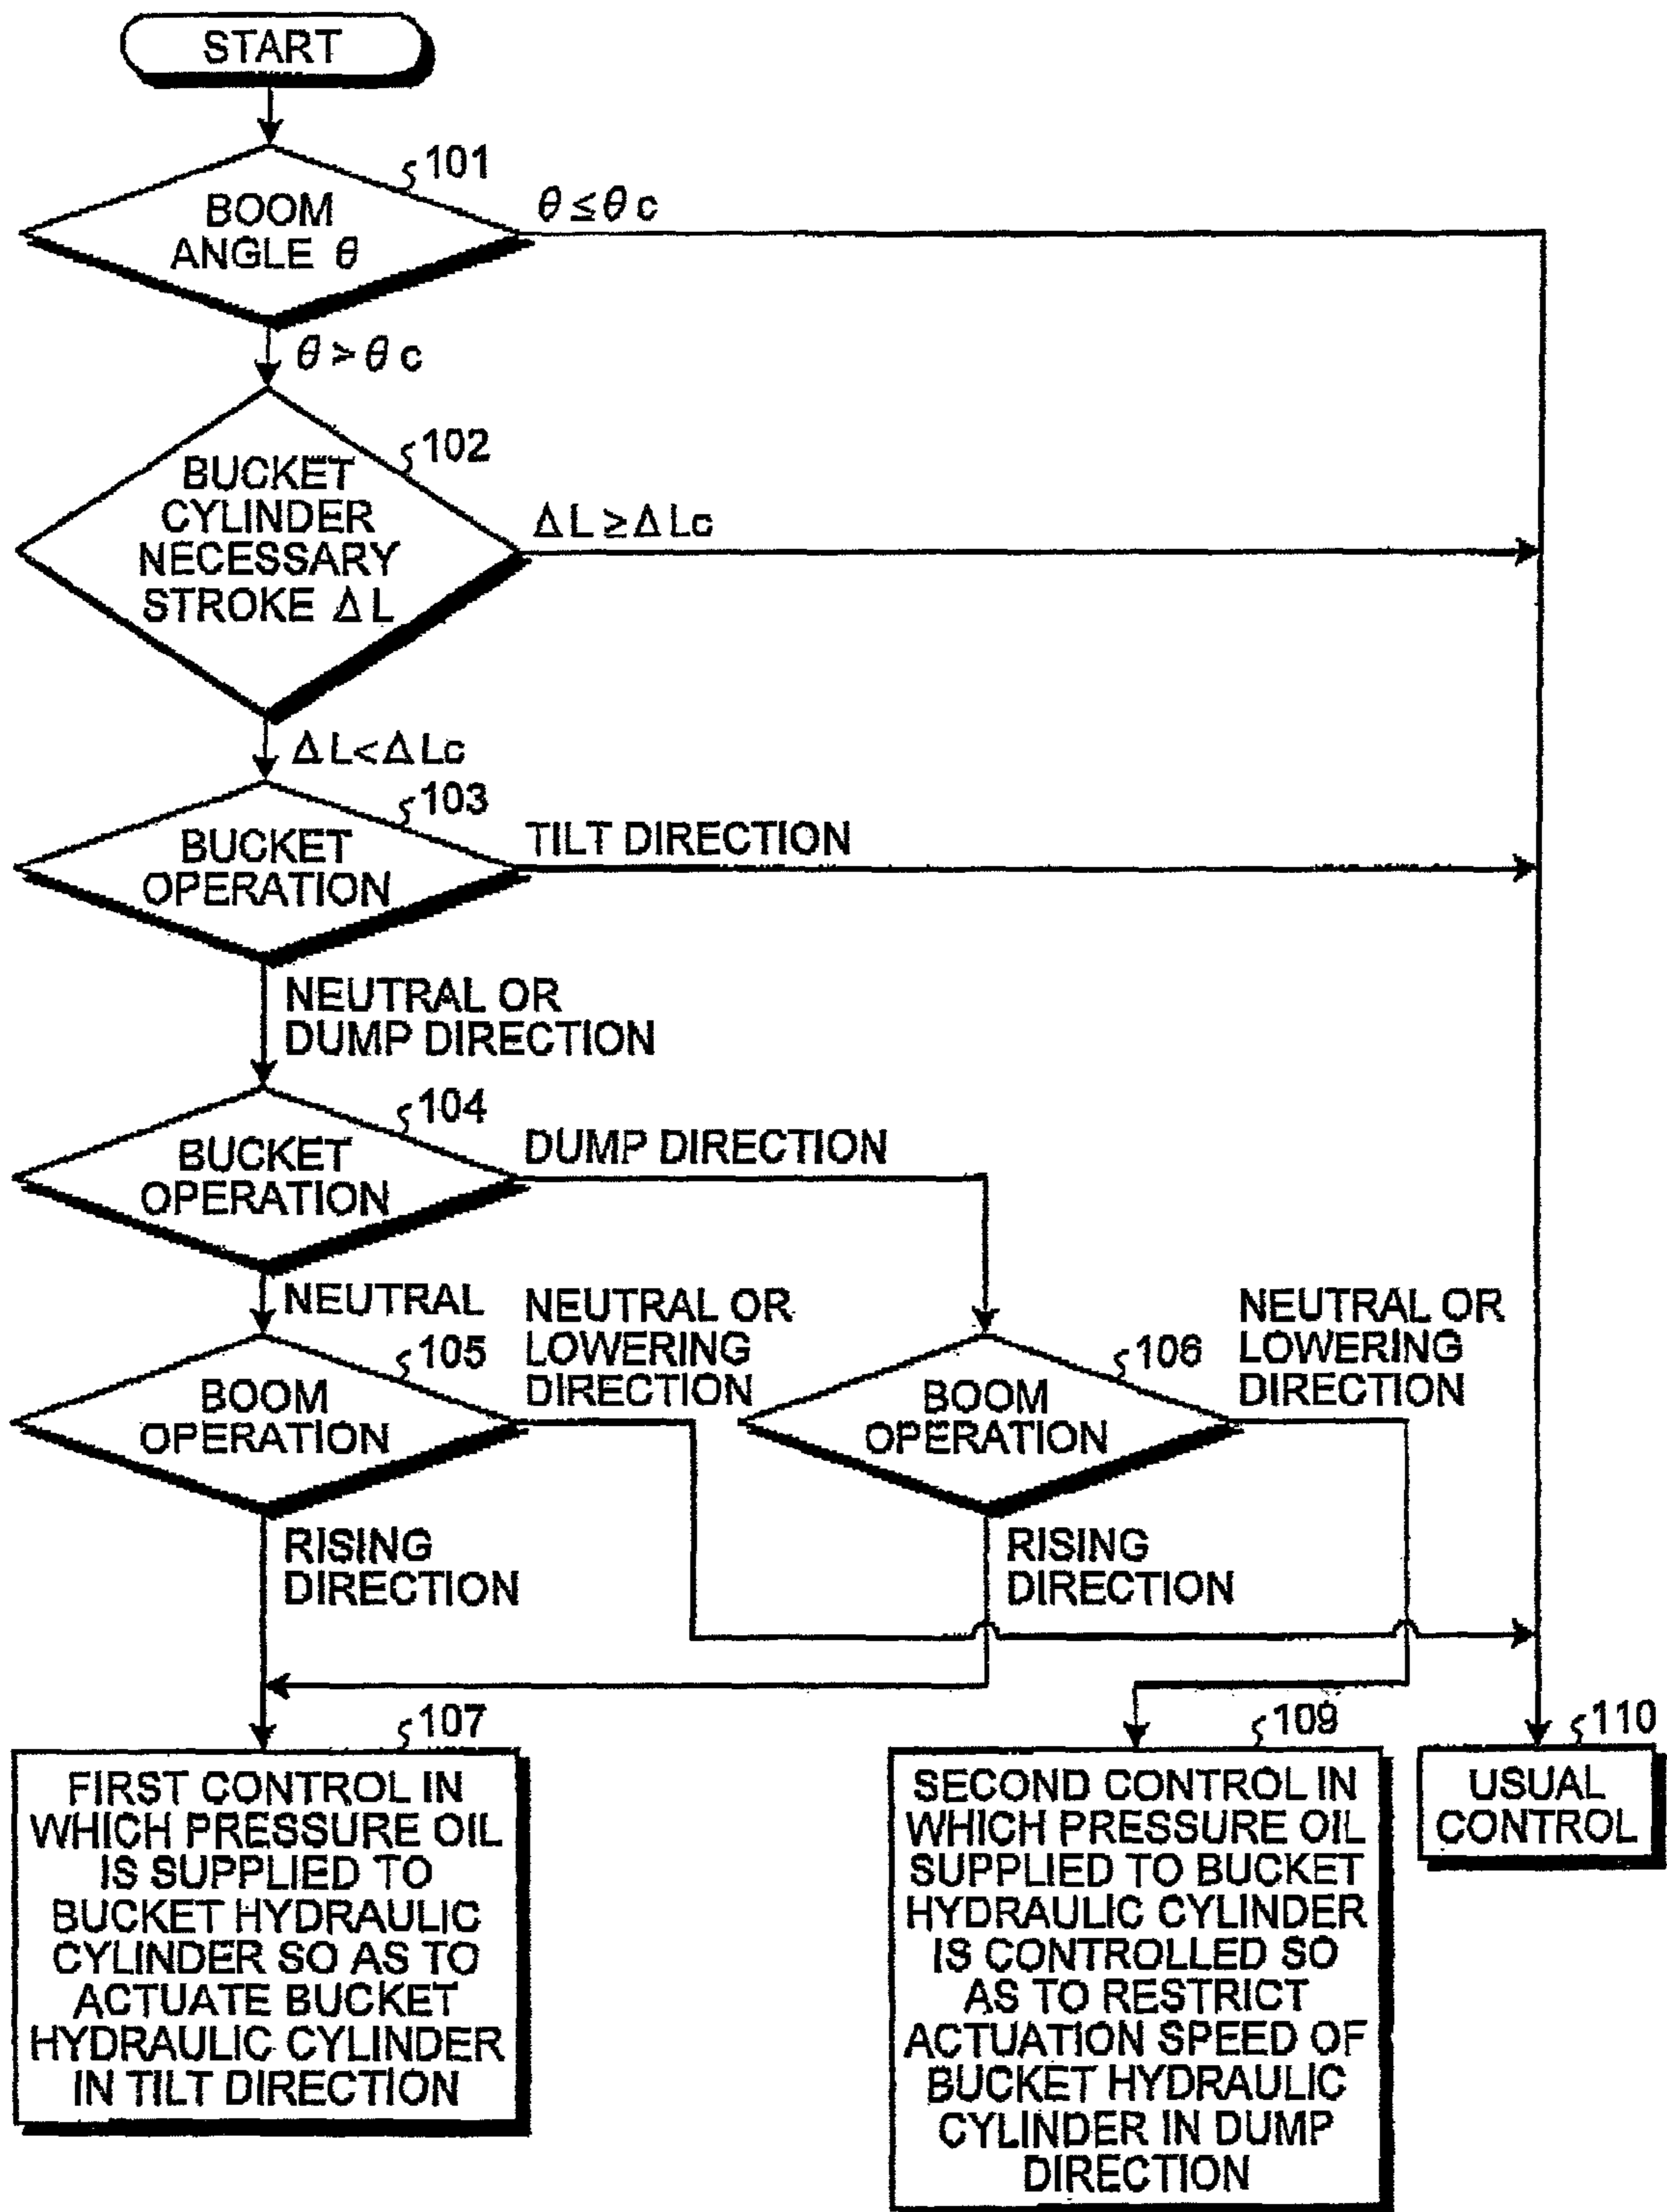 START
101
BOOM
ANGLE θ
θ ≤ θc
θ > θc
102
BUCKET
CYLINDER
NECESSARY
STROKE ΔL
ΔL ≥ ΔLc
ΔL < ΔLc
103
BUCKET
OPERATION
TILT DIRECTION
NEUTRAL OR
DUMP DIRECTION
104
BUCKET
OPERATION
DUMP DIRECTION
NEUTRAL
105
BOOM
OPERATION
NEUTRAL OR
LOWERING
DIRECTION
106
BOOM
OPERATION
NEUTRAL OR
LOWERING
DIRECTION
RISING
DIRECTION
RISING
DIRECTION
107
FIRST CONTROL IN
WHICH PRESSURE OIL
IS SUPPLIED TO
BUCKET HYDRAULIC
CYLINDER SO AS TO
ACTUATE BUCKET
HYDRAULIC CYLINDER
IN TILT DIRECTION
109
SECOND CONTROL IN
WHICH PRESSURE OIL
SUPPLIED TO BUCKET
HYDRAULIC CYLINDER
IS CONTROLLED SO
AS TO RESTRICT
ACTUATION SPEED OF
BUCKET HYDRAULIC
CYLINDER IN DUMP
DIRECTION
110
USUAL
CONTROL